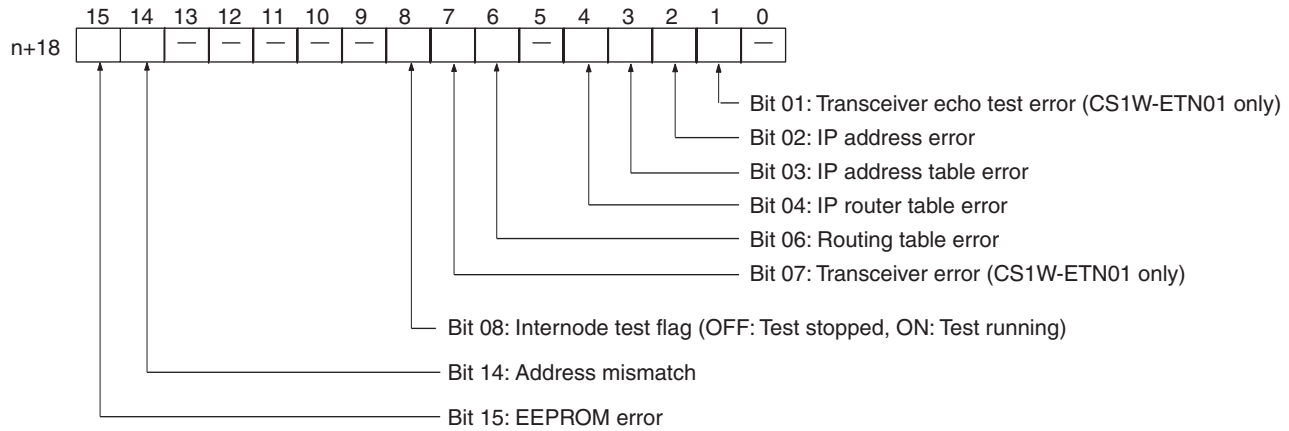 15 14 13 12 11 10 9 8 7 6 5 4 3 2 1 0
n+18 — — — — — — —
Bit 01: Transceiver echo test error (CS1W-ETN01 only)
Bit 02: IP address error
Bit 03: IP address table error
Bit 04: IP router table error
Bit 06: Routing table error
Bit 07: Transceiver error (CS1W-ETN01 only)
Bit 08: Internode test flag (OFF: Test stopped, ON: Test running)
Bit 14: Address mismatch
Bit 15: EEPROM error